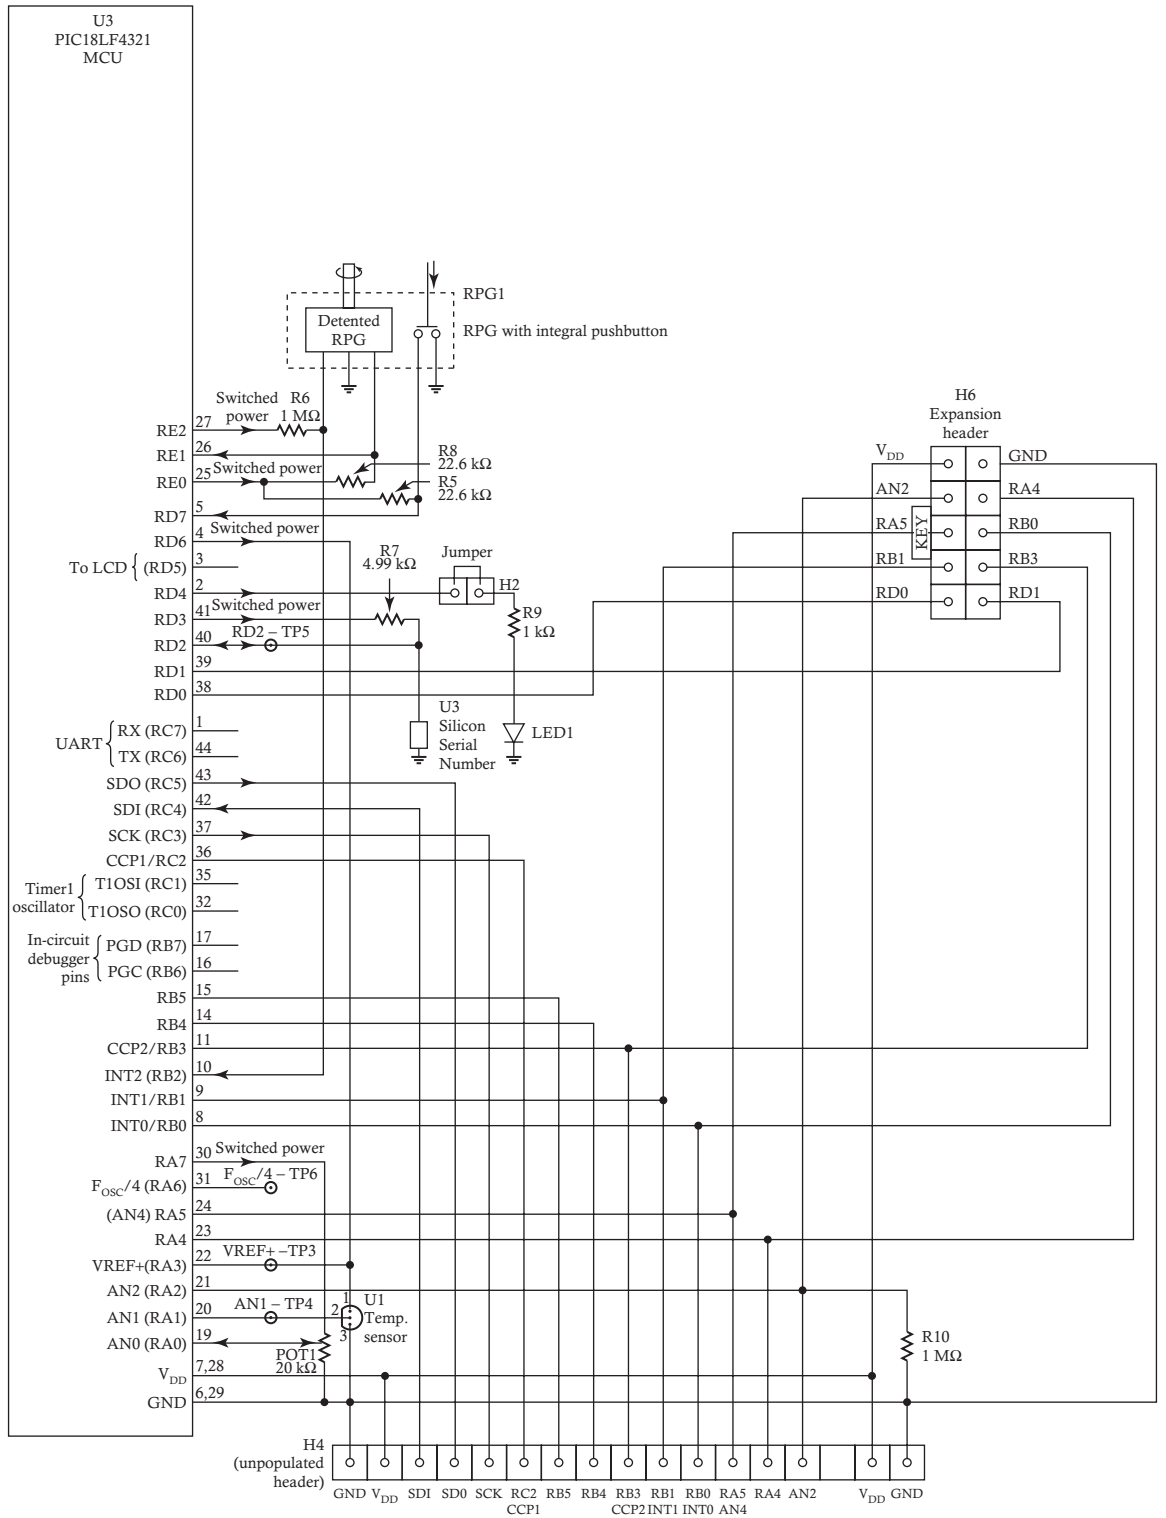 U3
PIC18LF4321
MCU
RPG1
Detented
RPG
RPG with integral pushbutton
Switched
power
R6
1 MΩ
RE2
27
RE1
26
RE0
25
Switched power
R8
22.6 kΩ
R5
22.6 kΩ
RD7
5
RD6
4
Switched power
To LCD
(RD5)
3
R7
4.99 kΩ
Jumper
H2
RD4
2
RD3
41
Switched power
R9
1 kΩ
RD2
40
RD2 – TP5
RD1
39
RD0
38
U3
Silicon
Serial
Number
LED1
H6
Expansion
header
VDD
GND
AN2
RA4
RA5
KEY
RB0
RB1
RB3
RD0
RD1
UART
RX (RC7)
1
TX (RC6)
44
SDO (RC5)
43
SDI (RC4)
42
SCK (RC3)
37
CCP1/RC2
36
Timer1
oscillator
T1OSI (RC1)
35
T1OSO (RC0)
32
In-circuit
debugger
pins
PGD (RB7)
17
PGC (RB6)
16
RB5
15
RB4
14
CCP2/RB3
11
INT2 (RB2)
10
INT1/RB1
9
INT0/RB0
8
RA7
30
Switched power
FOSC/4 (RA6)
31
FOSC/4 – TP6
(AN4) RA5
24
RA4
23
VREF+(RA3)
22
VREF+ –TP3
AN2 (RA2)
21
AN1 (RA1)
20
AN1 – TP4
1
2
3
U1
Temp.
sensor
AN0 (RA0)
19
POT1
20 kΩ
R10
1 MΩ
VDD
7,28
GND
6,29
H4
(unpopulated
header)
GND VDD SDI SD0 SCK RC2 RB5 RB4 RB3 RB1 RB0 RA5 RA4 AN2 VDD GND
CCP1 CCP2 INT1 INT0 AN4